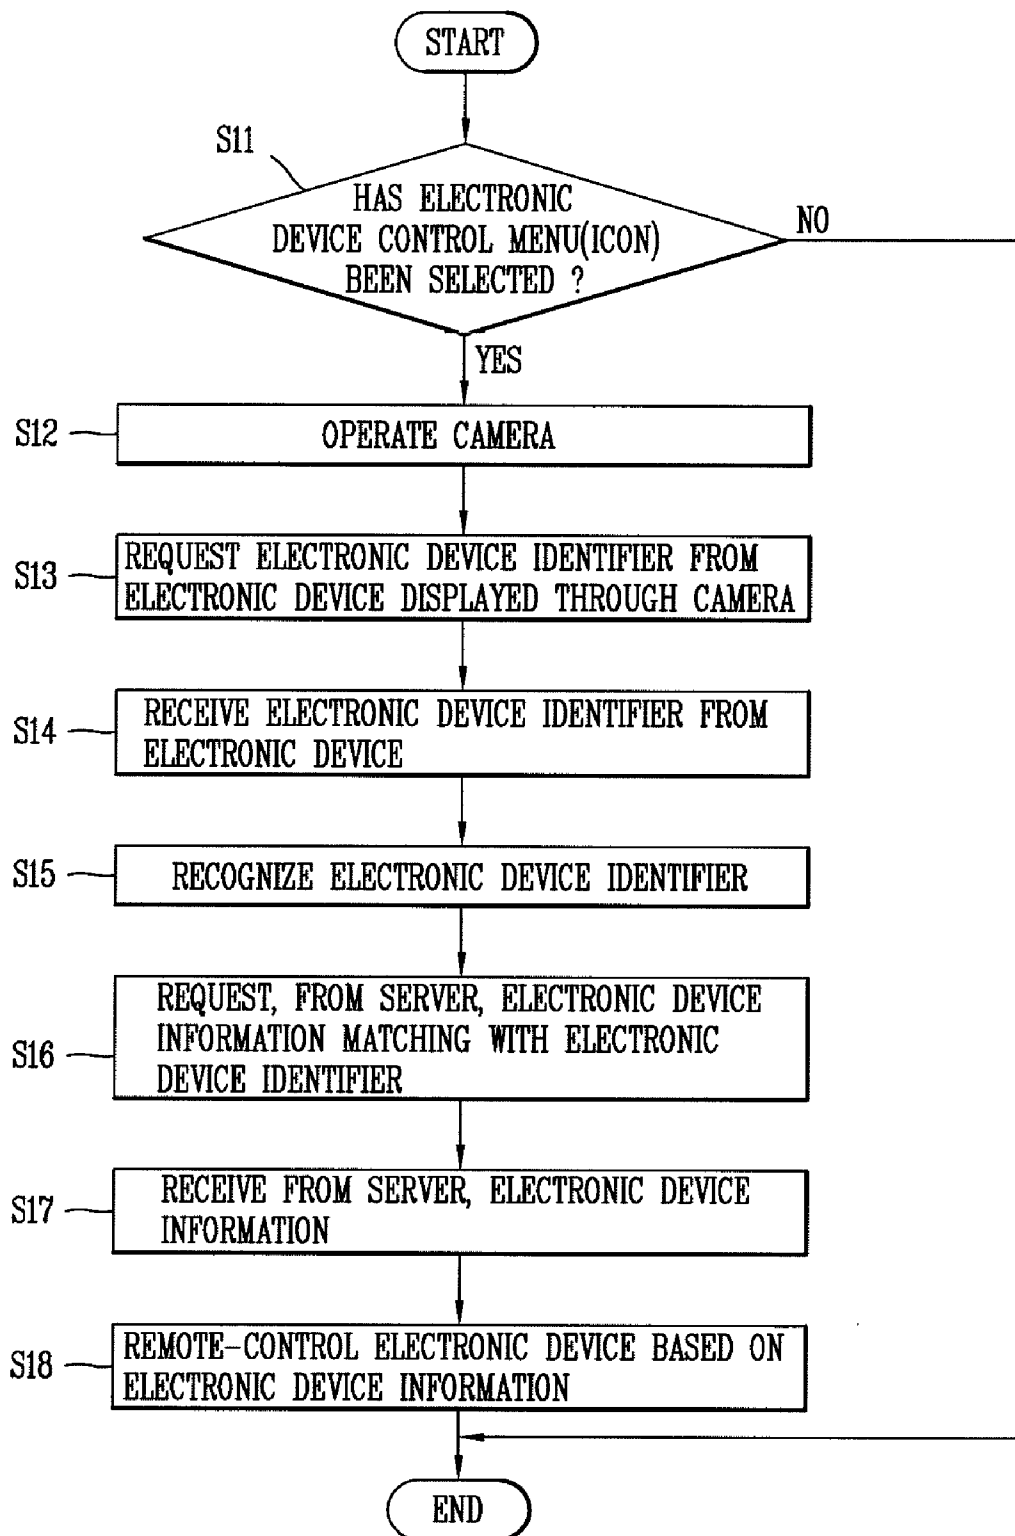 START
S11
HAS ELECTRONIC
DEVICE CONTROL MENU(ICON)
BEEN SELECTED ?
NO
YES
S12
OPERATE CAMERA
S13
REQUEST ELECTRONIC DEVICE IDENTIFIER FROM
ELECTRONIC DEVICE DISPLAYED THROUGH CAMERA
S14
RECEIVE ELECTRONIC DEVICE IDENTIFIER FROM
ELECTRONIC DEVICE
S15
RECOGNIZE ELECTRONIC DEVICE IDENTIFIER
S16
REQUEST, FROM SERVER, ELECTRONIC DEVICE
INFORMATION MATCHING WITH ELECTRONIC
DEVICE IDENTIFIER
S17
RECEIVE FROM SERVER, ELECTRONIC DEVICE
INFORMATION
S18
REMOTE-CONTROL ELECTRONIC DEVICE BASED ON
ELECTRONIC DEVICE INFORMATION
END